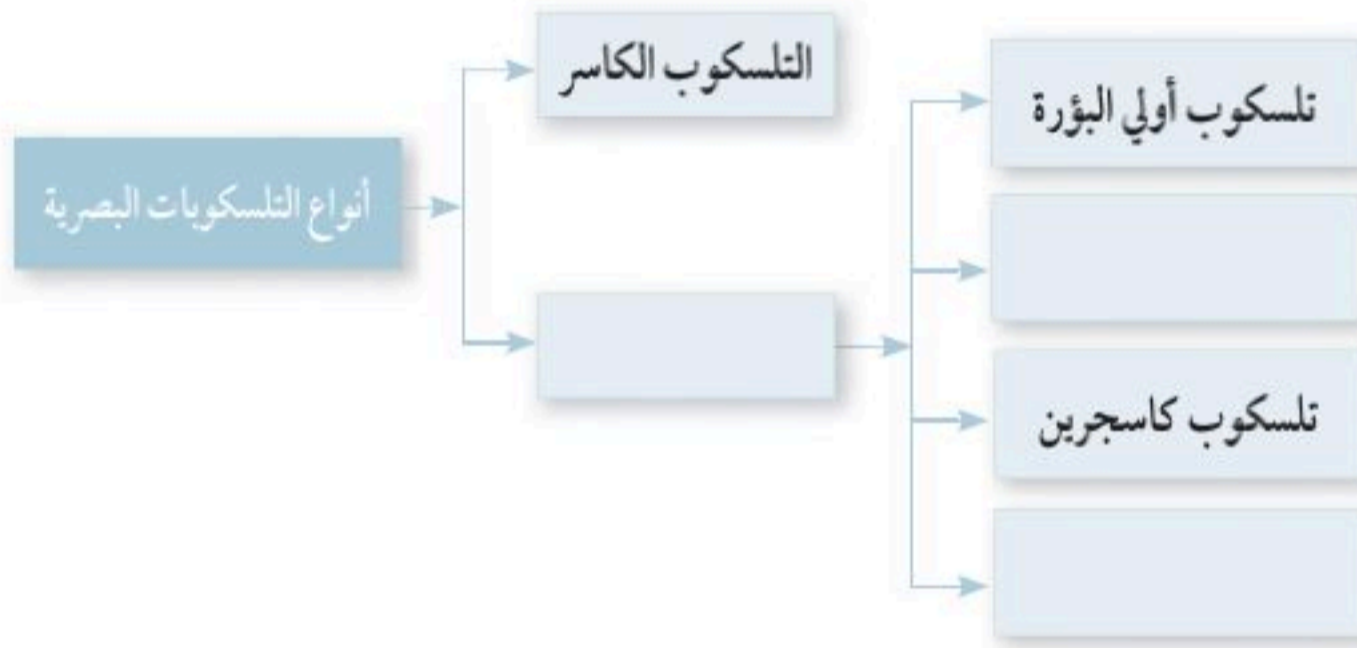 أنواع التلسكوبات البصرية
التلسكوب الكاسر
تلسكوب أولي البؤرة
تلسكوب كاسجرين